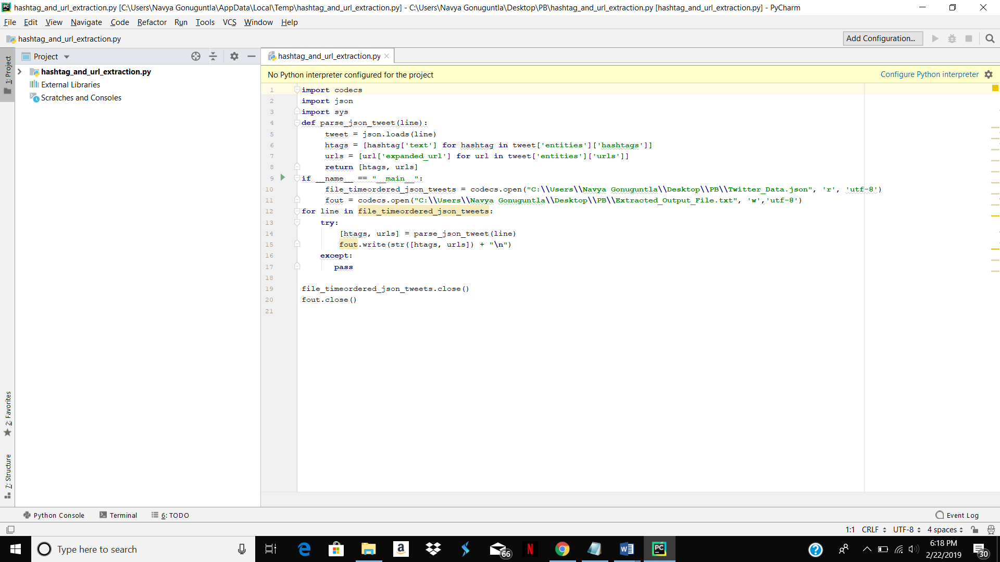 hashtag_and_url_extraction.py [C:\Users\Navya Gonuguntla\AppData\Local\Temp\hashtag_and_url_extraction.py] - C:\Users\Navya Gonuguntla\Desktop\PB\hashtag_and_url_extraction.py [hashtag_and_url_extraction.py] - PyCharm
File Edit View Navigate Code Refactor Run Tools VCS Window Help
hashtag_and_url_extraction.py
Add Configuration...
1: Project
Project
hashtag_and_url_extraction.py
External Libraries
Scratches and Consoles
2: Favorites
7: Structure
hashtag_and_url_extraction.py
No Python interpreter configured for the project
Configure Python interpreter
1 import codecs
2 import json
3 import sys
4 def parse_json_tweet(line):
5 tweet = json.loads(line)
6 htags = [hashtag['text'] for hashtag in tweet['entities']['hashtags']]
7 urls = [url['expanded_url'] for url in tweet['entities']['urls']]
8 return [htags, urls]
9 if __name__ == "__main__":
10 file_timeordered_json_tweets = codecs.open("C:\\Users\\Navya Gonuguntla\\Desktop\\PB\\Twitter_Data.json", 'r', 'utf-8')
11 fout = codecs.open("C:\\Users\\Navya Gonuguntla\\Desktop\\PB\\Extracted_Output_File.txt", 'w','utf-8')
12 for line in file_timeordered_json_tweets:
13 try:
14 [htags, urls] = parse_json_tweet(line)
15 fout.write(str([htags, urls]) + "\n")
16 except:
17 pass
18
19 file_timeordered_json_tweets.close()
20 fout.close()
21
Python Console
Terminal
6: TODO
Event Log
1:1 CRLF UTF-8 4 spaces
Type here to search
66
6:18 PM
2/22/2019
30